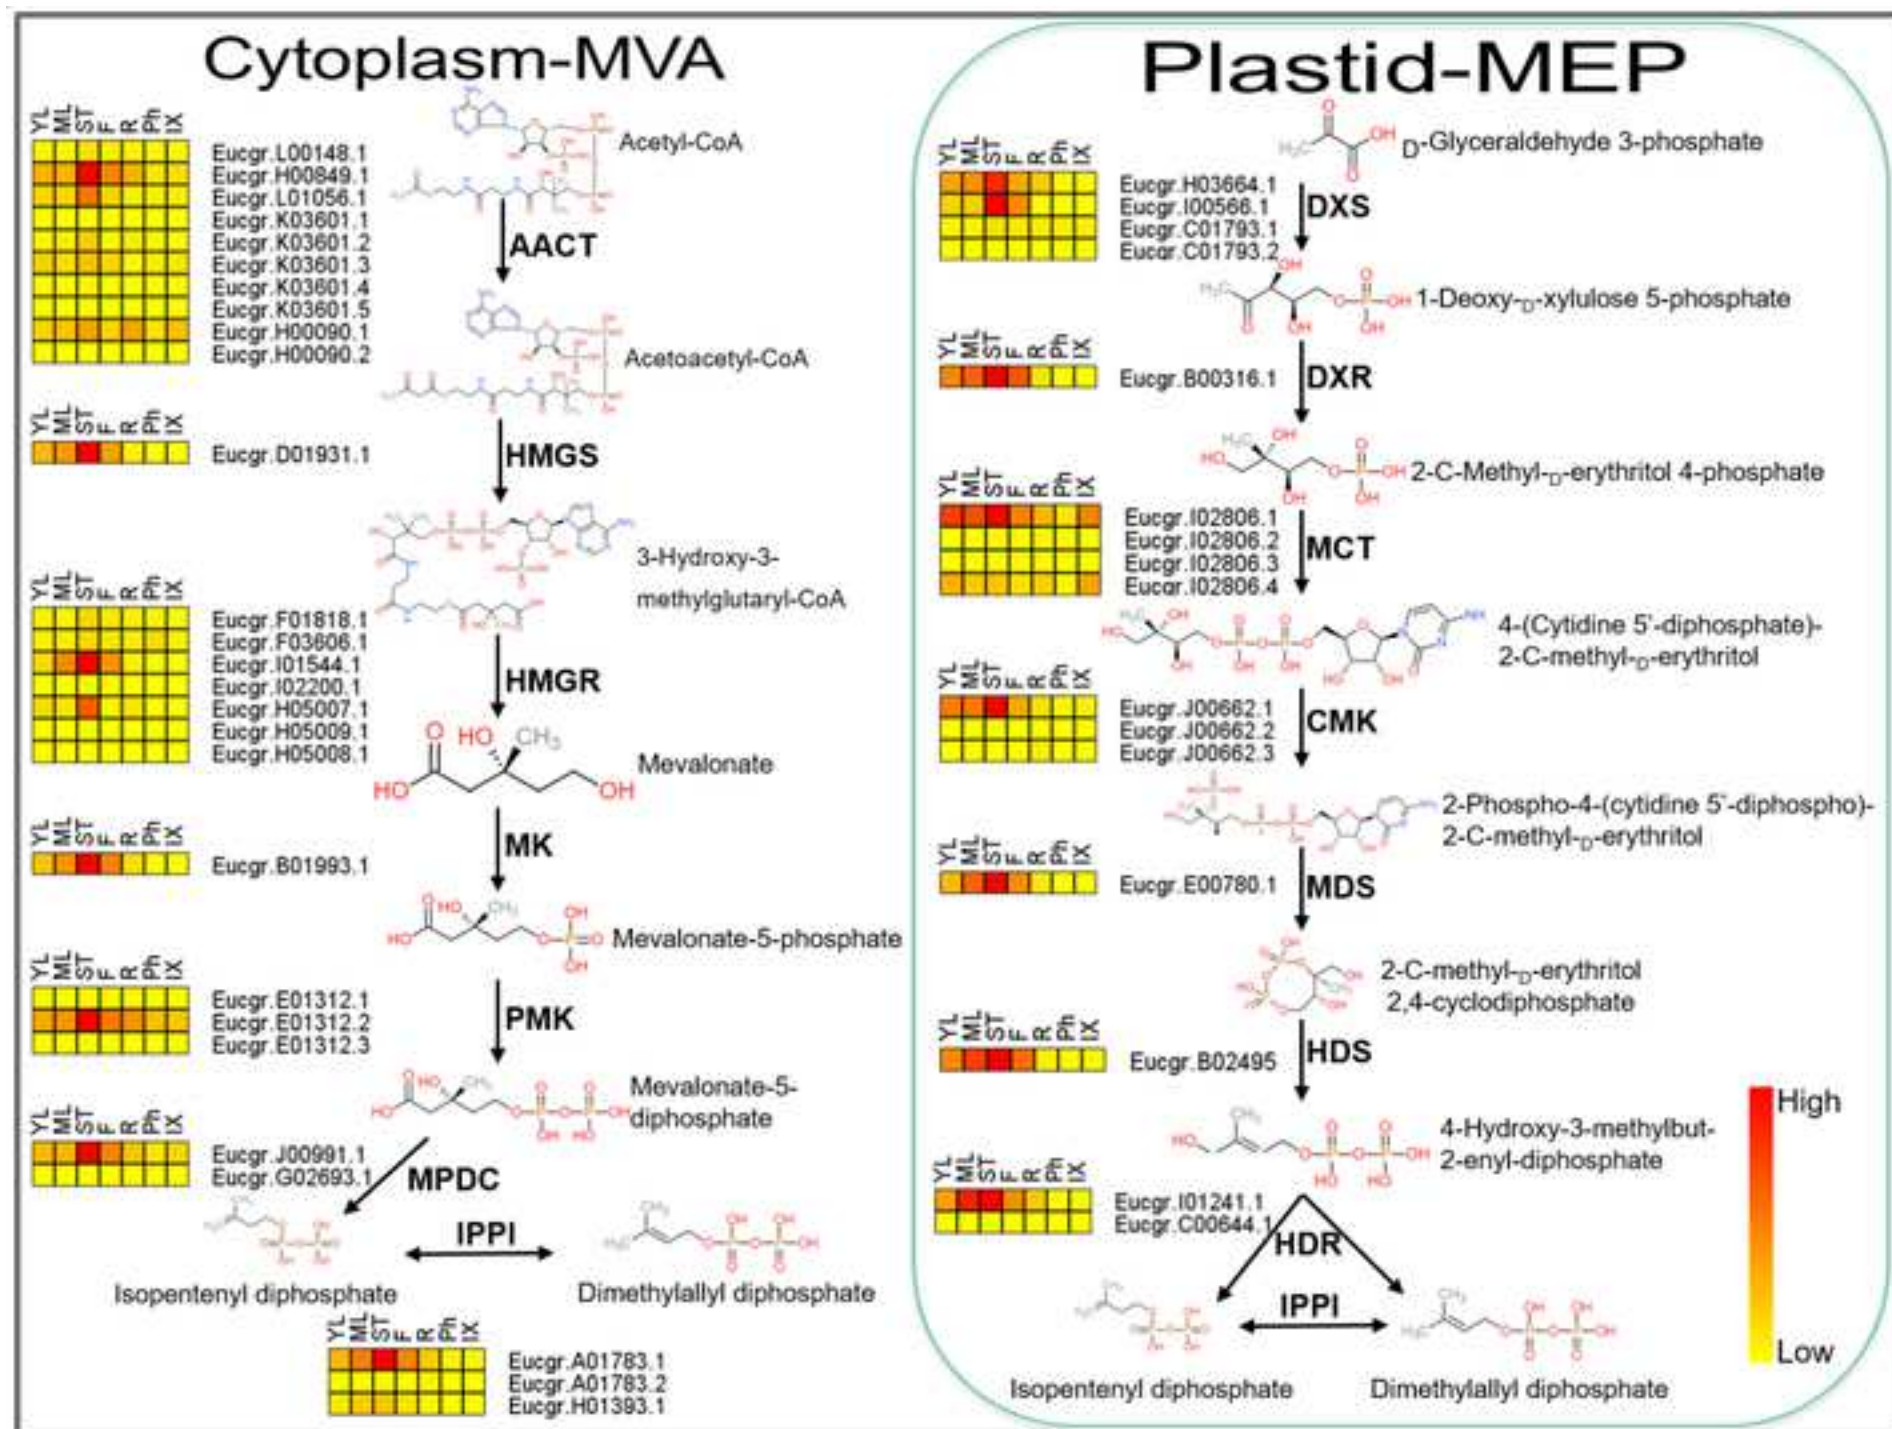 Cytoplasm-MVA
YL ML ST F R Ph IX
Eucgr.L00148.1
Eucgr.H00849.1
Eucgr.L01056.1
Eucgr.K03601.1
Eucgr.K03601.2
Eucgr.K03601.3
Eucgr.K03601.4
Eucgr.K03601.5
Eucgr.H00090.1
Eucgr.H00090.2
Acetyl-CoA
AACT
Acetoacetyl-CoA
YL ML ST F R Ph IX
Eucgr.D01931.1
HMGS
3-Hydroxy-3-
methylglutaryl-CoA
YL ML ST F R Ph IX
Eucgr.F01818.1
Eucgr.F03606.1
Eucgr.I01544.1
Eucgr.I02200.1
Eucgr.H05007.1
Eucgr.H05009.1
Eucgr.H05008.1
HMGR
HO O HO CH₃ OH
Mevalonate
YL ML ST F R Ph IX
Eucgr.B01993.1
MK
HO O HO CH₃ O P OH O OH
Mevalonate-5-phosphate
YL ML ST F R Ph IX
Eucgr.E01312.1
Eucgr.E01312.2
Eucgr.E01312.3
PMK
Mevalonate-5-
diphosphate
YL ML ST F R Ph IX
Eucgr.J00991.1
Eucgr.G02693.1
MPDC
IPPI
Isopentenyl diphosphate
Dimethylallyl diphosphate
YL ML ST F R Ph IX
Eucgr.A01783.1
Eucgr.A01783.2
Eucgr.H01393.1
Plastid-MEP
D-Glyceraldehyde 3-phosphate
YL ML ST F R Ph IX
Eucgr.H03664.1
Eucgr.I00566.1
Eucgr.C01793.1
Eucgr.C01793.2
DXS
1-Deoxy-D-xylulose 5-phosphate
YL ML ST F R Ph IX
Eucgr.B00316.1
DXR
2-C-Methyl-D-erythritol 4-phosphate
YL ML ST F R Ph IX
Eucgr.I02806.1
Eucgr.I02806.2
Eucgr.I02806.3
Eucgr.I02806.4
MCT
4-(Cytidine 5'-diphosphate)-
2-C-methyl-D-erythritol
YL ML ST F R Ph IX
Eucgr.J00662.1
Eucgr.J00662.2
Eucgr.J00662.3
CMK
2-Phospho-4-(cytidine 5'-diphospho)-
2-C-methyl-D-erythritol
YL ML ST F R Ph IX
Eucgr.E00780.1
MDS
2-C-methyl-D-erythritol
2,4-cyclodiphosphate
YL ML ST F R Ph IX
Eucgr.B02495
HDS
4-Hydroxy-3-methylbut-
2-enyl-diphosphate
YL ML ST F R Ph IX
Eucgr.I01241.1
Eucgr.C00644.1
HDR
IPPI
Isopentenyl diphosphate
Dimethylallyl diphosphate
High
Low